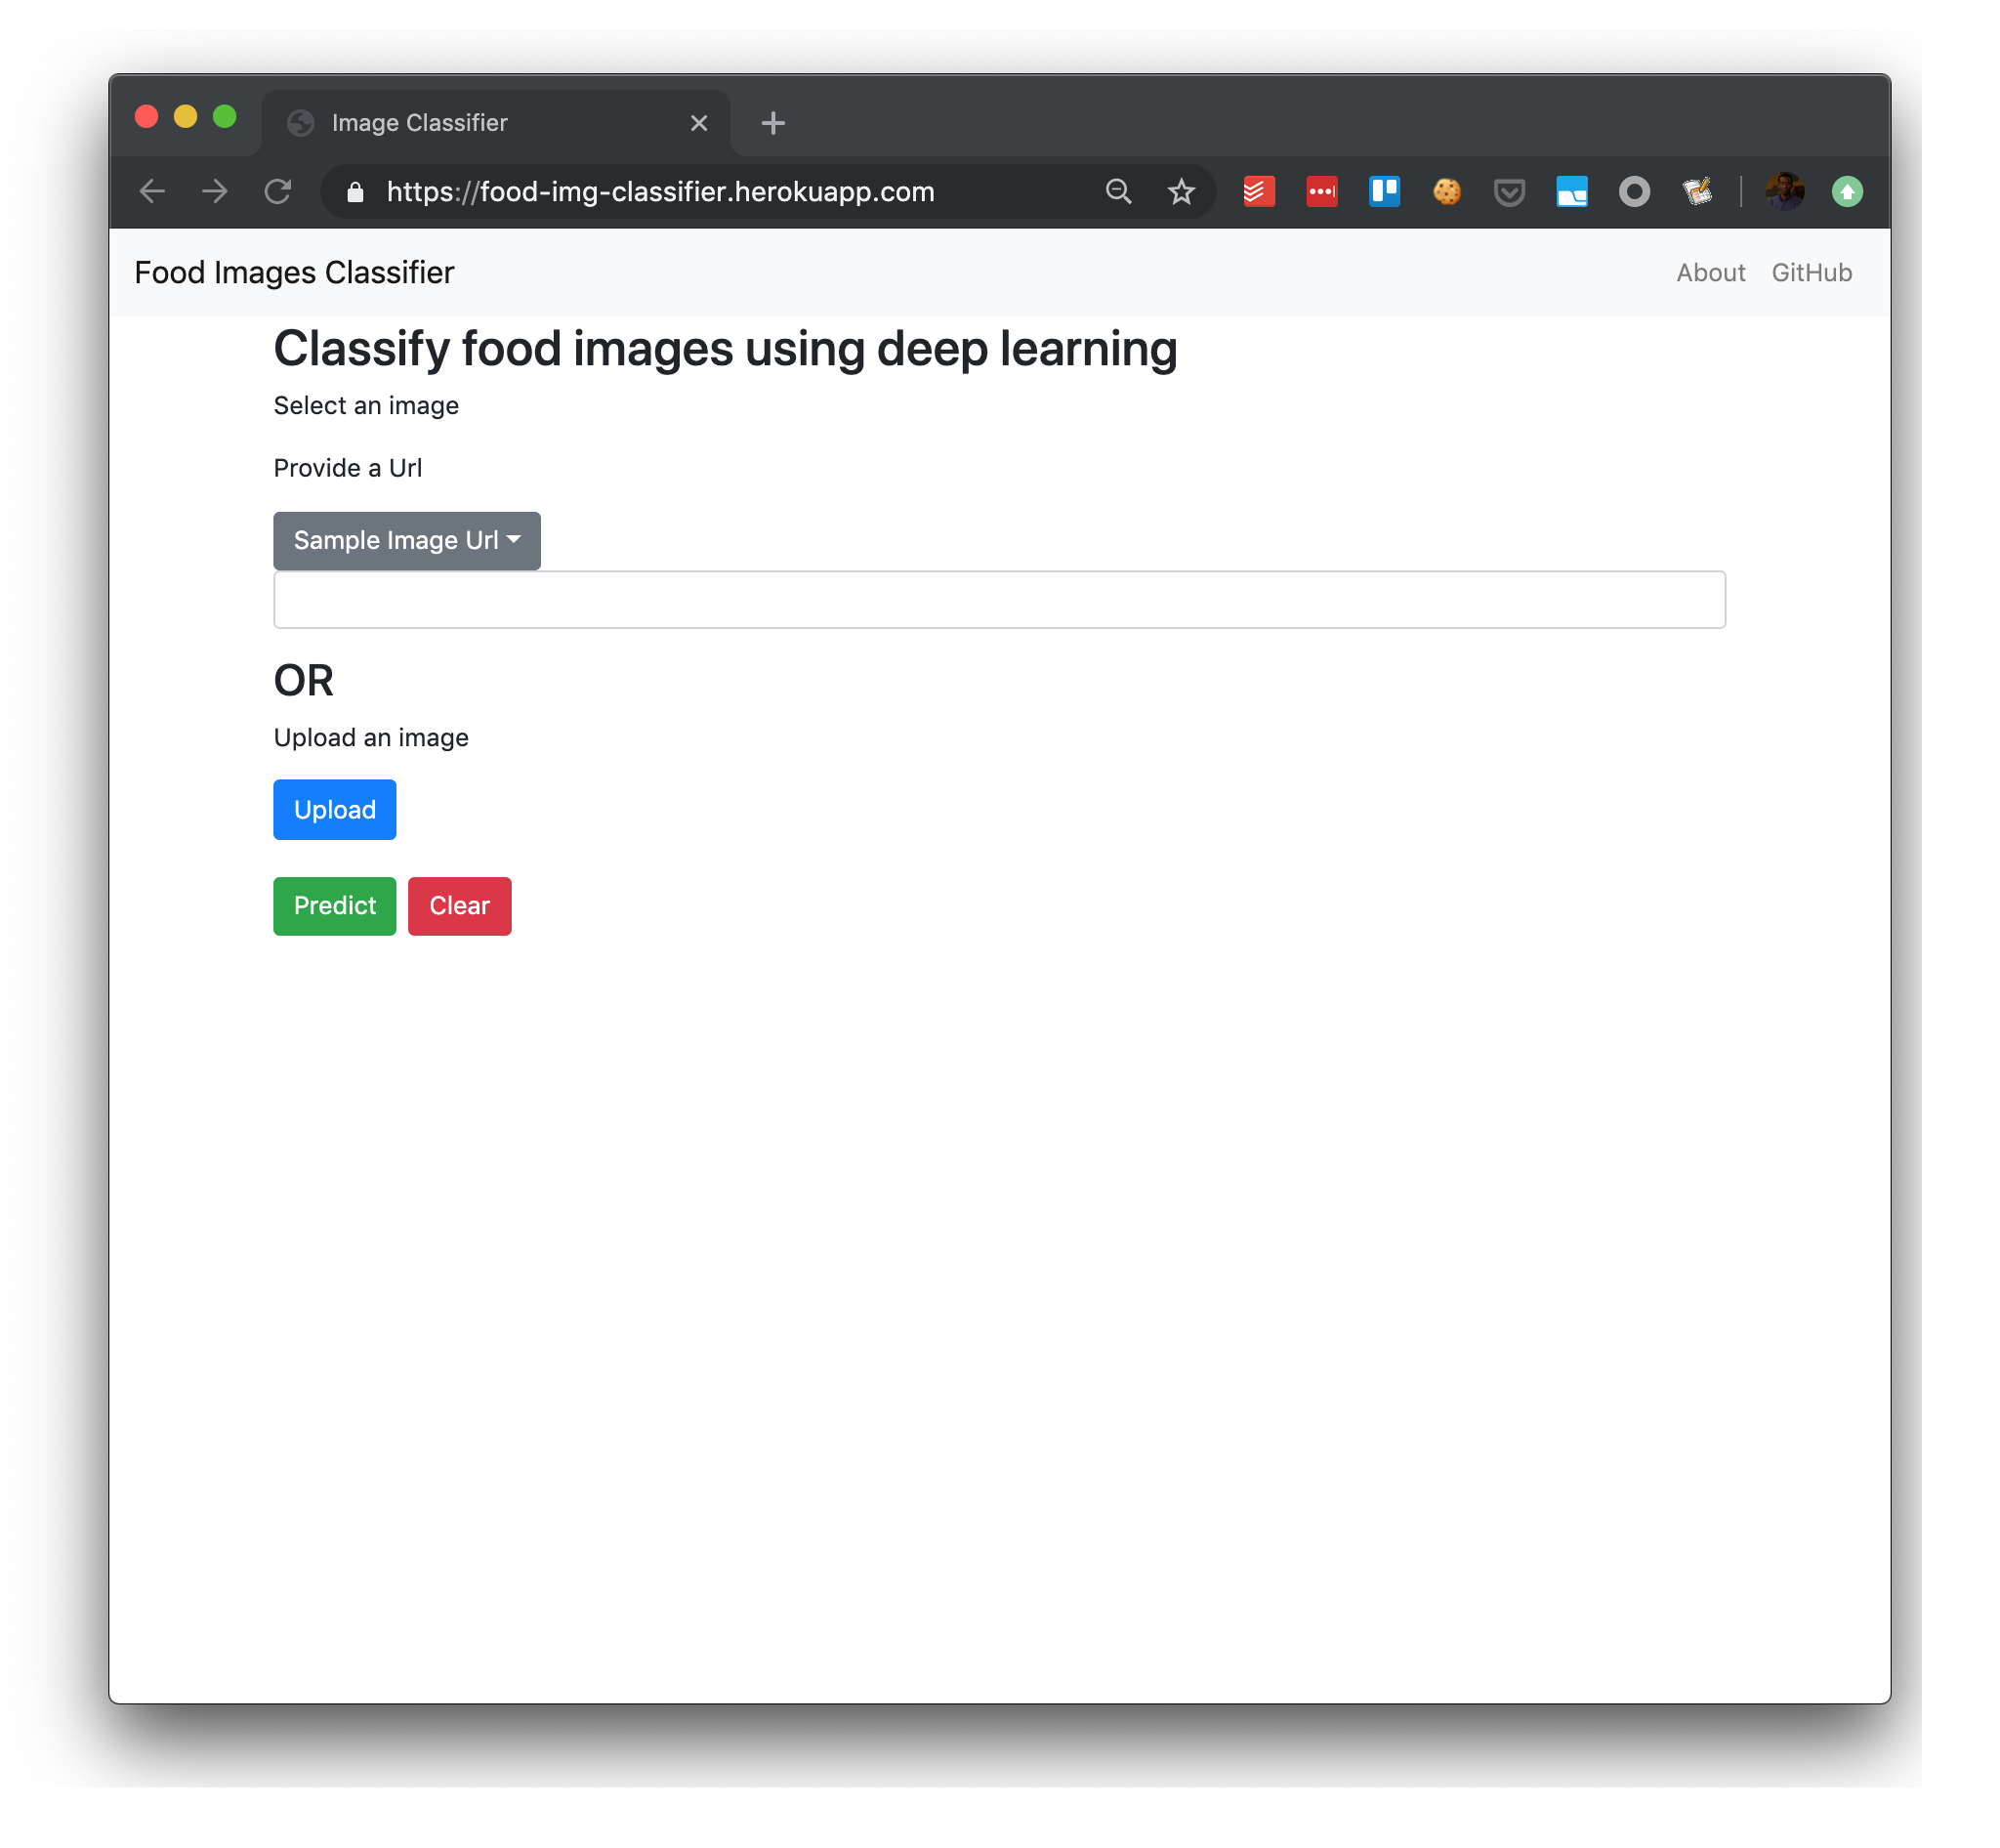 Image Classifier
https://food-img-classifier.herokuapp.com
Food Images Classifier
About GitHub
Classify food images using deep learning
Select an image
Provide a Url
Sample Image Url
OR
Upload an image
Upload
Predict Clear